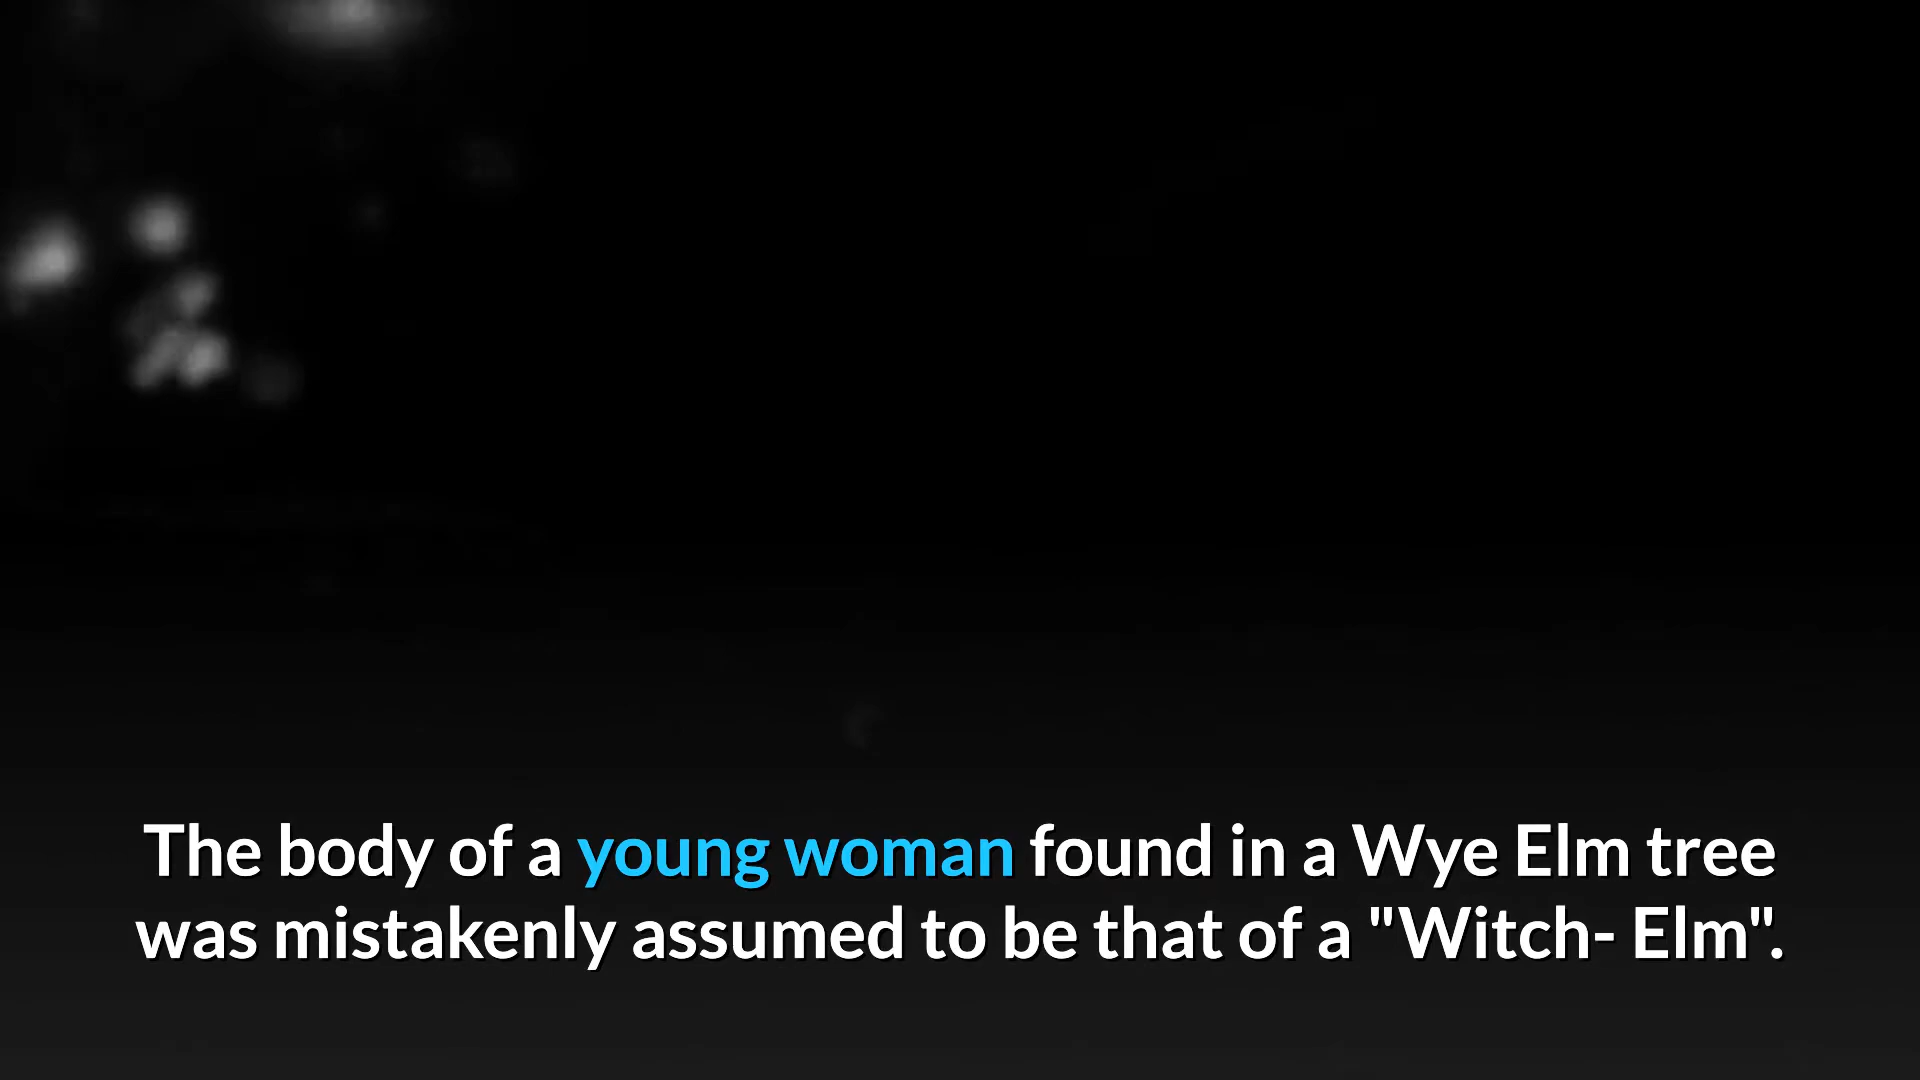 The body of a young woman found in a Wye Elm tree
was mistakenly assumed to be that of a "Witch- Elm".